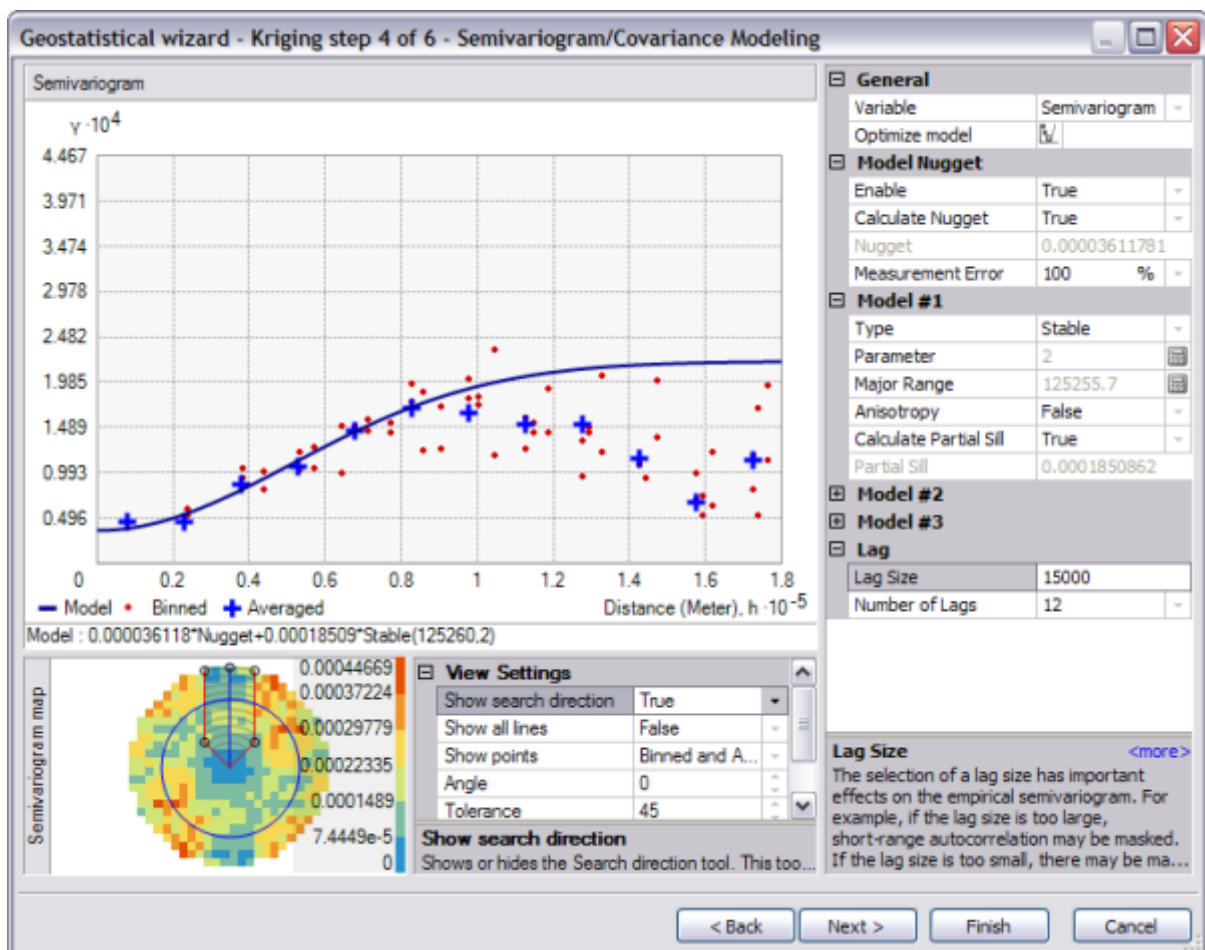 Geostatistical wizard - Kriging step 4 of 6 - Semivariogram/Covariance Modeling
Semivariogram
γ ·10⁴
4.467
3.971
3.474
2.978
2.482
1.985
1.489
0.993
0.496
0 0.2 0.4 0.6 0.8 1 1.2 1.4 1.6 1.8
Model Binned Averaged Distance (Meter), h ·10⁻⁵
Model : 0.000036118*Nugget+0.00018509*Stable(125260,2)
Semivariogram map
0.00044669
0.00037224
0.00029779
0.00022335
0.0001489
7.4449e-5
0
View Settings
Show search direction True
Show all lines False
Show points Binned and A...
Angle 0
Tolerance 45
Show search direction
Shows or hides the Search direction tool. This too...
General
Variable Semivariogram
Optimize model
Model Nugget
Enable True
Calculate Nugget True
Nugget 0.00003611781
Measurement Error 100 %
Model #1
Type Stable
Parameter 2
Major Range 125255.7
Anisotropy False
Calculate Partial Sill True
Partial Sill 0.0001850862
Model #2
Model #3
Lag
Lag Size 15000
Number of Lags 12
Lag Size <more>
The selection of a lag size has important
effects on the empirical semivariogram. For
example, if the lag size is too large,
short-range autocorrelation may be masked.
If the lag size is too small, there may be ma...
< Back Next > Finish Cancel